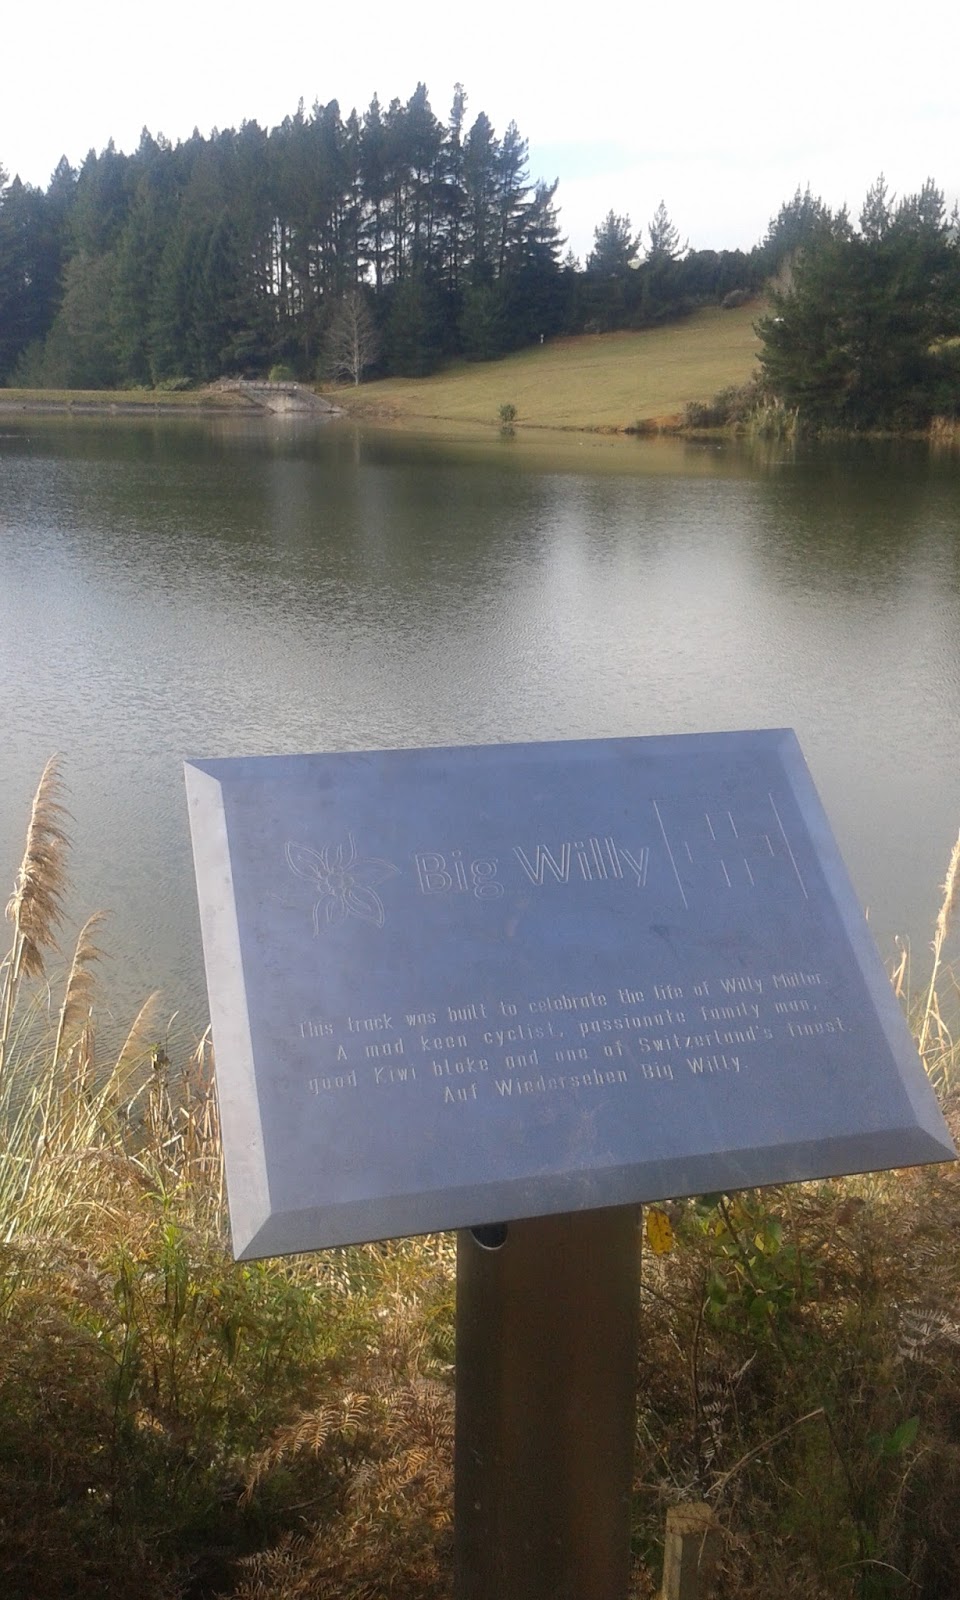 Big Willy
This track was built to celebrate the life of Willy Müller.
A mad keen cyclist, passionate family man,
good Kiwi bloke and one of Switzerland's finest.
Auf Wiedersehen Big Willy.